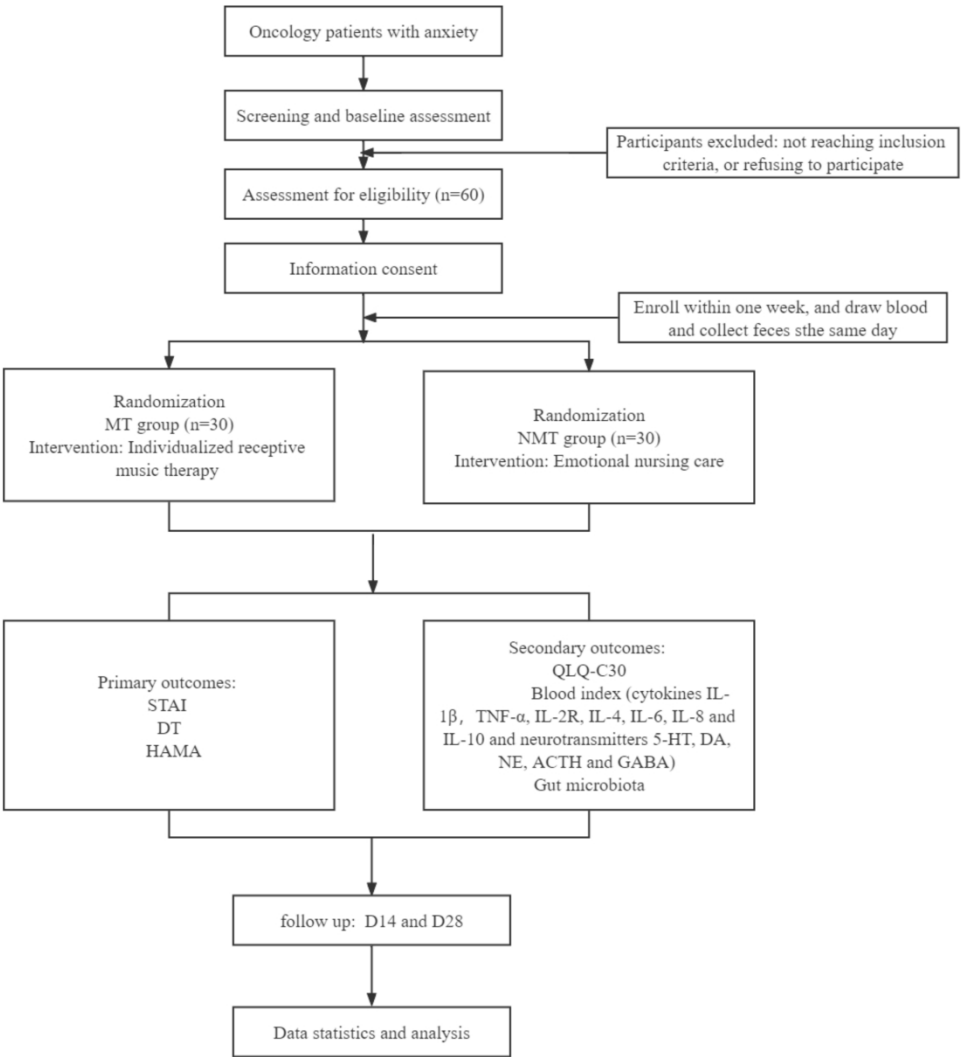 Oncology patients with anxiety
Screening and baseline assessment
Participants excluded: not reaching inclusion
criteria, or refusing to participate
Assessment for eligibility (n=60)
Information consent
Enroll within one week, and draw blood
and collect feces sthe same day
Randomization
MT group (n=30)
Intervention: Individualized receptive
music therapy
Randomization
NMT group (n=30)
Intervention: Emotional nursing care
Primary outcomes:
STAI
DT
HAMA
Secondary outcomes:
QLQ-C30
Blood index (cytokines IL-
1β，TNF-α, IL-2R, IL-4, IL-6, IL-8 and
IL-10 and neurotransmitters 5-HT, DA,
NE, ACTH and GABA)
Gut microbiota
follow up: D14 and D28
Data statistics and analysis